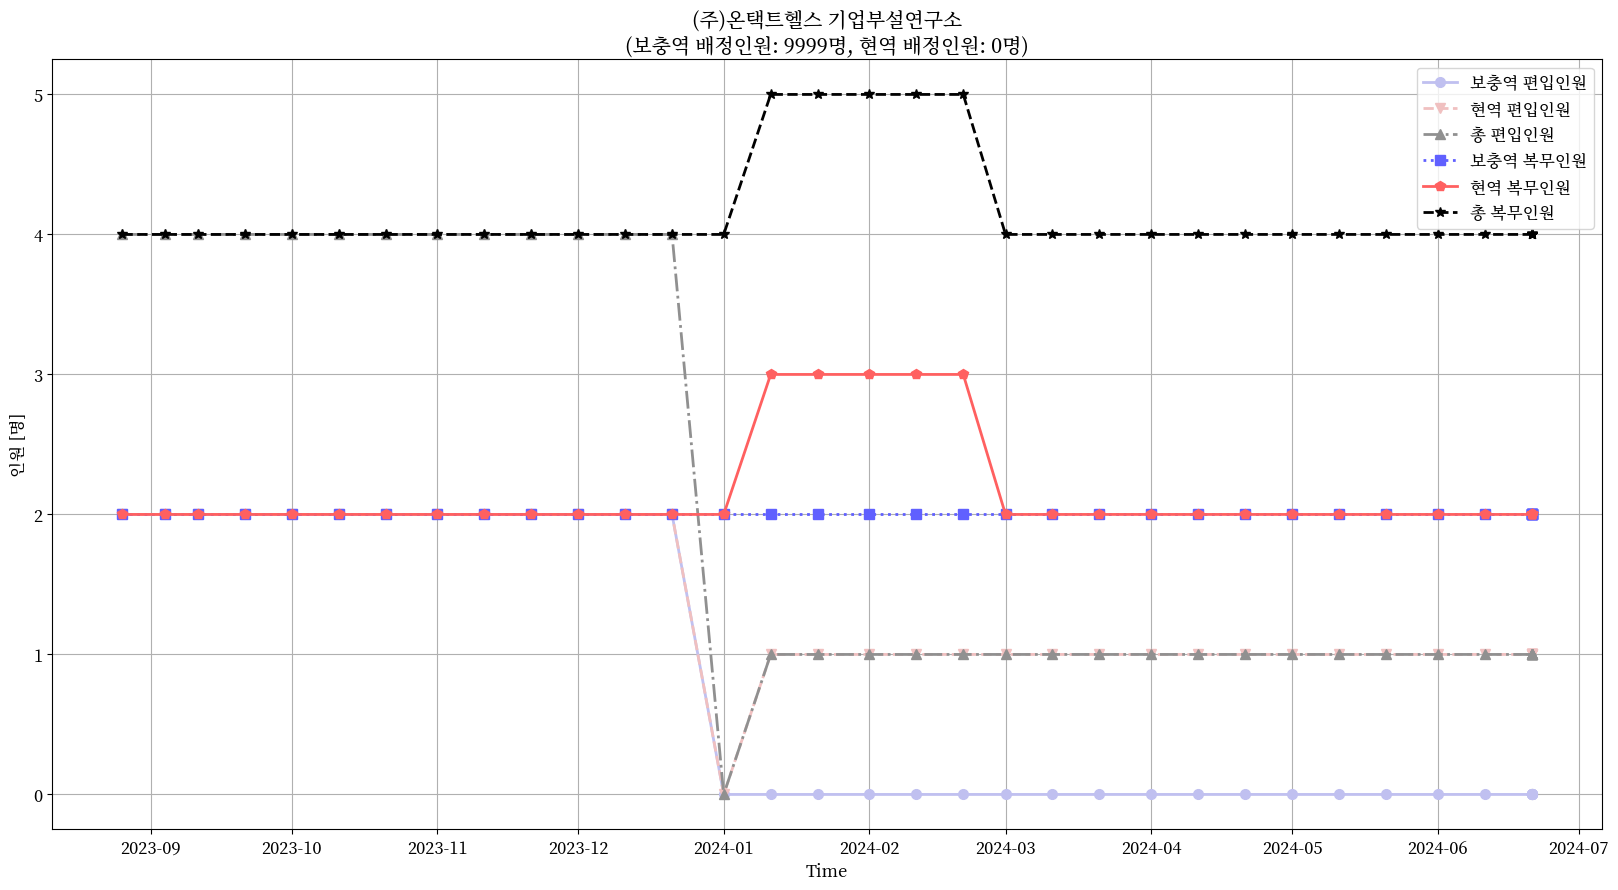 (주)온택트헬스 기업부설연구소
(보충역 배정인원: 9999명, 현역 배정인원: 0명)
보충역 편입인원
현역 편입인원
총 편입인원
보충역 복무인원
현역 복무인원
총 복무인원
인원 [명]
5
4
3
2
1
0
2023-09
2023-10
2023-11
2023-12
2024-01
2024-02
2024-03
2024-04
2024-05
2024-06
2024-07
Time